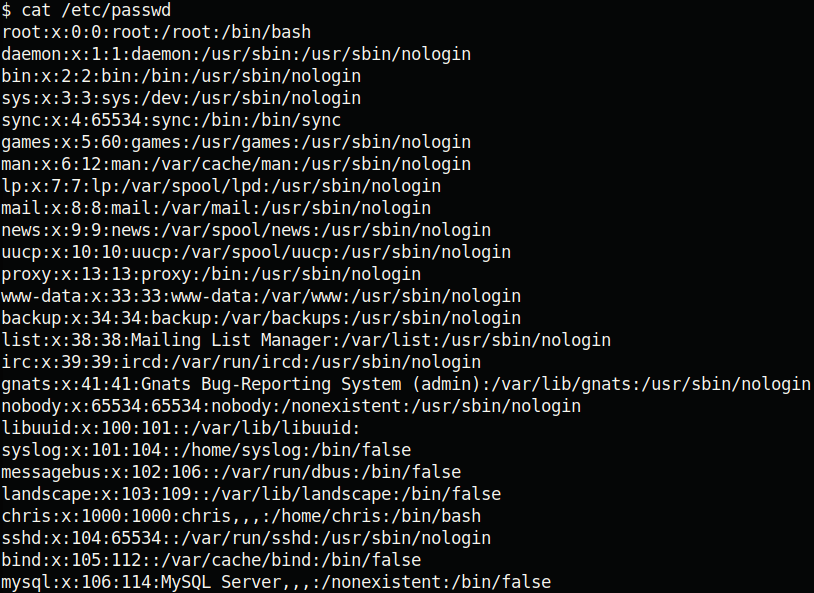 $ cat /etc/passwd
root:x:0:0:root:/root:/bin/bash
daemon:x:1:1:daemon:/usr/sbin:/usr/sbin/nologin
bin:x:2:2:bin:/bin:/usr/sbin/nologin
sys:x:3:3:sys:/dev:/usr/sbin/nologin
sync:x:4:65534:sync:/bin:/bin/sync
games:x:5:60:games:/usr/games:/usr/sbin/nologin
man:x:6:12:man:/var/cache/man:/usr/sbin/nologin
lp:x:7:7:lp:/var/spool/lpd:/usr/sbin/nologin
mail:x:8:8:mail:/var/mail:/usr/sbin/nologin
news:x:9:9:news:/var/spool/news:/usr/sbin/nologin
uucp:x:10:10:uucp:/var/spool/uucp:/usr/sbin/nologin
proxy:x:13:13:proxy:/bin:/usr/sbin/nologin
www-data:x:33:33:www-data:/var/www:/usr/sbin/nologin
backup:x:34:34:backup:/var/backups:/usr/sbin/nologin
list:x:38:38:Mailing List Manager:/var/list:/usr/sbin/nologin
irc:x:39:39:ircd:/var/run/ircd:/usr/sbin/nologin
gnats:x:41:41:Gnats Bug-Reporting System (admin):/var/lib/gnats:/usr/sbin/nologin
nobody:x:65534:65534:nobody:/nonexistent:/usr/sbin/nologin
libuuid:x:100:101::/var/lib/libuuid:
syslog:x:101:104::/home/syslog:/bin/false
messagebus:x:102:106::/var/run/dbus:/bin/false
landscape:x:103:109::/var/lib/landscape:/bin/false
chris:x:1000:1000:chris,,,:/home/chris:/bin/bash
sshd:x:104:65534::/var/run/sshd:/usr/sbin/nologin
bind:x:105:112::/var/cache/bind:/bin/false
mysql:x:106:114:MySQL Server,,,:/nonexistent:/bin/false